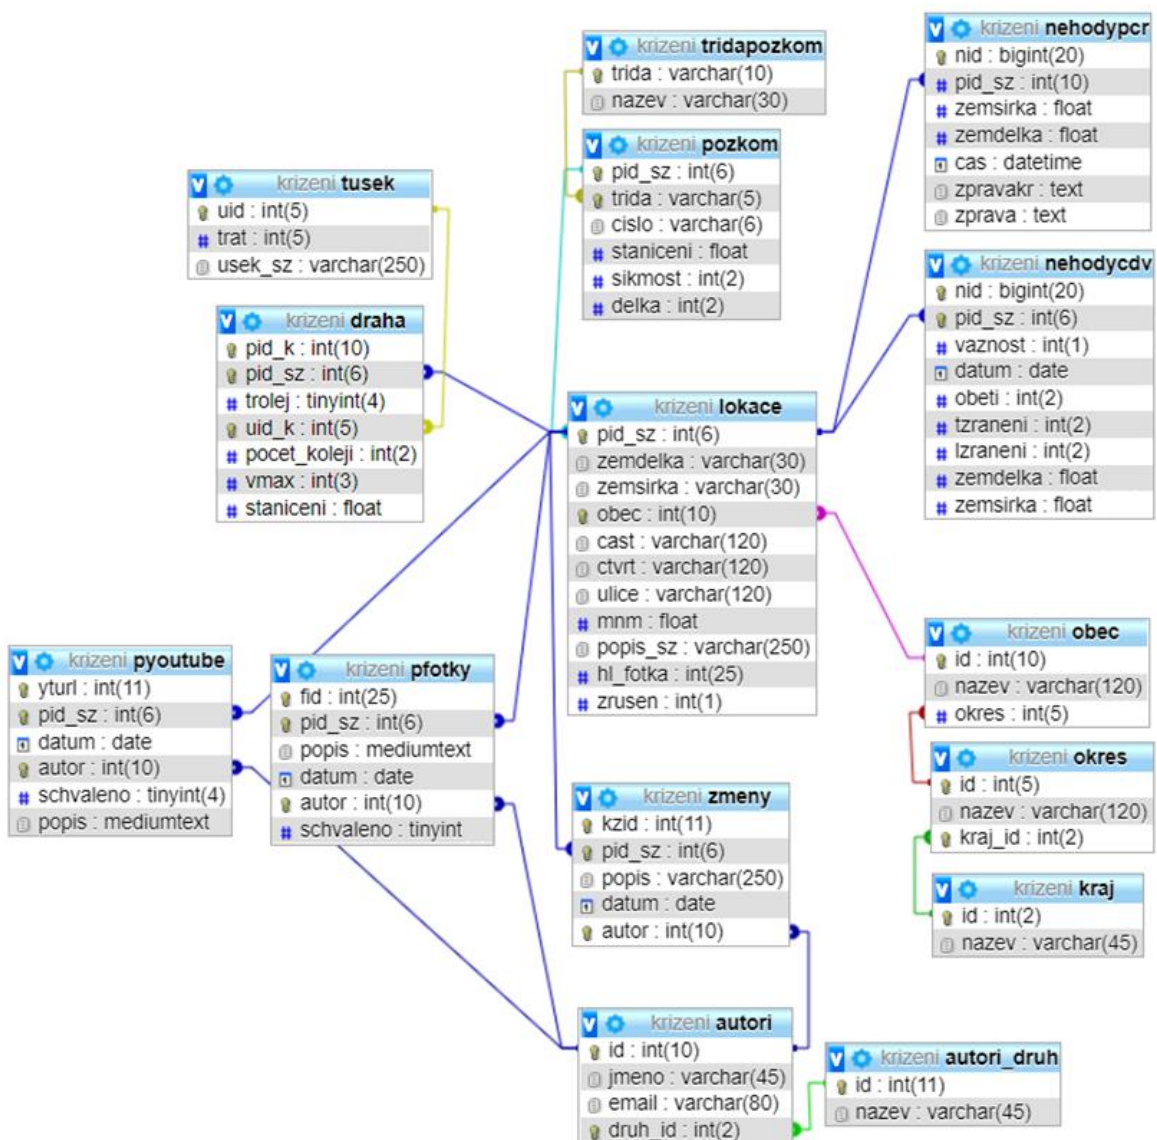 krizeni tridapozkom
trida : varchar(10)
nazev : varchar(30)
krizeni pozkom
pid_sz : int(6)
trida : varchar(5)
cislo : varchar(6)
staniceni : float
sikmost : int(2)
delka : int(2)
krizeni nehodypcr
nid : bigint(20)
pid_sz : int(10)
zemsirka : float
zemdelka : float
cas : datetime
zpravakr : text
zprava : text
krizeni tusek
uid : int(5)
trat : int(5)
usek_sz : varchar(250)
krizeni nehodycdv
nid : bigint(20)
pid_sz : int(6)
vaznost : int(1)
datum : date
obeti : int(2)
tzraneni : int(2)
lzraneni : int(2)
zemdelka : float
zemsirka : float
krizeni draha
pid_k : int(10)
pid_sz : int(6)
trolej : tinyint(4)
uid_k : int(5)
pocet_koleji : int(2)
vmax : int(3)
staniceni : float
krizeni lokace
pid_sz : int(6)
zemdelka : varchar(30)
zemsirka : varchar(30)
obec : int(10)
cast : varchar(120)
ctvrt : varchar(120)
ulice : varchar(120)
mnm : float
popis_sz : varchar(250)
hl_fotka : int(25)
zrusen : int(1)
krizeni obec
id : int(10)
nazev : varchar(120)
okres : int(5)
krizeni pyoutube
yturl : int(11)
pid_sz : int(6)
datum : date
autor : int(10)
schvaleno : tinyint(4)
popis : mediumtext
krizeni pfotky
fid : int(25)
pid_sz : int(6)
popis : mediumtext
datum : date
autor : int(10)
schvaleno : tinyint
krizeni okres
id : int(5)
nazev : varchar(120)
kraj_id : int(2)
krizeni zmeny
kzid : int(11)
pid_sz : int(6)
popis : varchar(250)
datum : date
autor : int(10)
krizeni kraj
id : int(2)
nazev : varchar(45)
krizeni autori
id : int(10)
jmeno : varchar(45)
email : varchar(80)
druh_id : int(2)
krizeni autori_druh
id : int(11)
nazev : varchar(45)